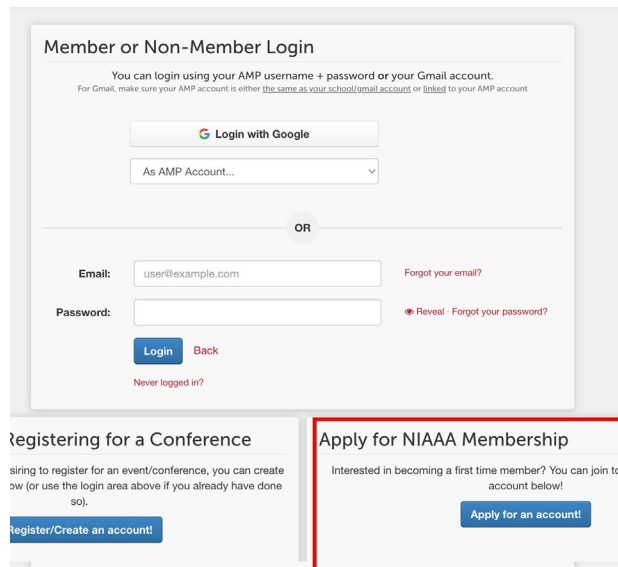 Member or Non-Member Login
You can login using your AMP username + password or your Gmail account.
For Gmail, make sure your AMP account is either the same as your school/gmail account or linked to your AMP account
Login with Google
As AMP Account...
OR
Email:
user@example.com
Forgot your email?
Password:
Reveal · Forgot your password?
Login
Back
Never logged in?
Registering for a Conference
siring to register for an event/conference, you can create
ow (or use the login area above if you already have done
so).
Register/Create an account!
Apply for NIAAA Membership
Interested in becoming a first time member? You can join to
account below!
Apply for an account!